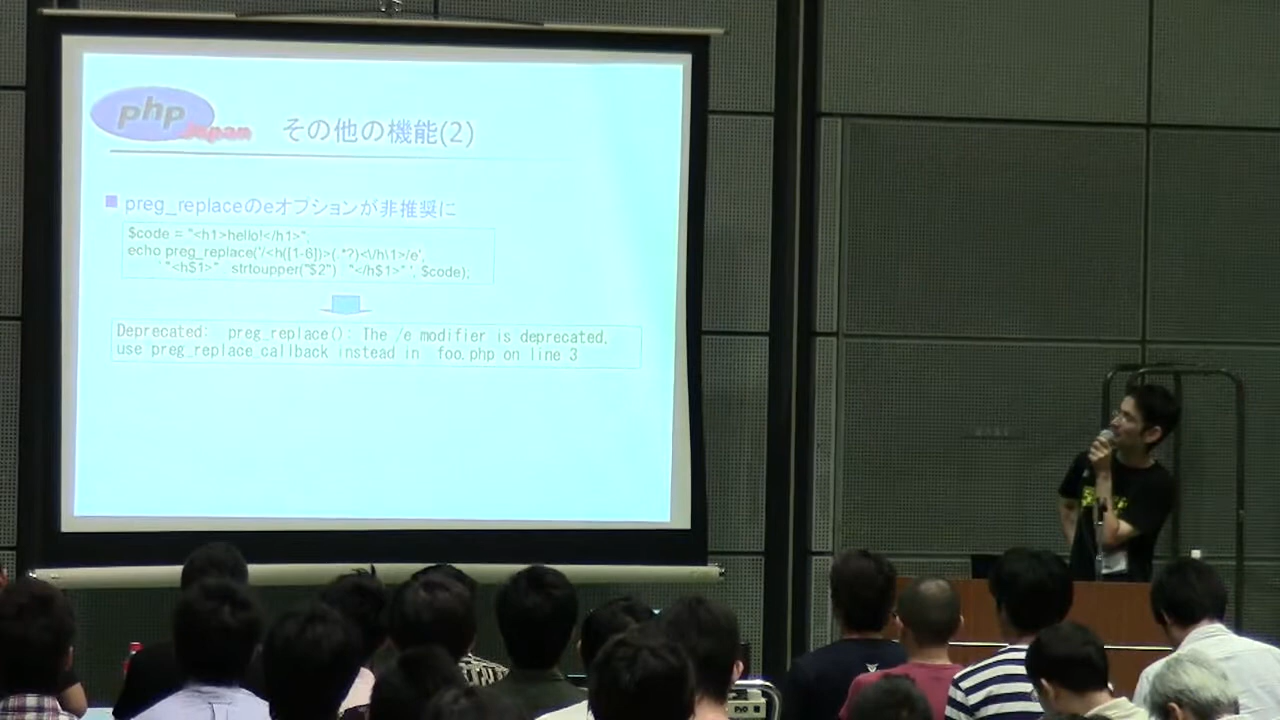 php
Japan
その他の機能(2)
preg_replaceのeオプションが非推奨に
$code = "<h1>hello!</h1>";
echo preg_replace('/<h([1-6])>(.*?)<\/h\1>/e',
'"<h$1>" strtoupper("$2") "</h$1>"', $code);
Deprecated: preg_replace(): The /e modifier is deprecated,
use preg_replace_callback instead in foo.php on line 3